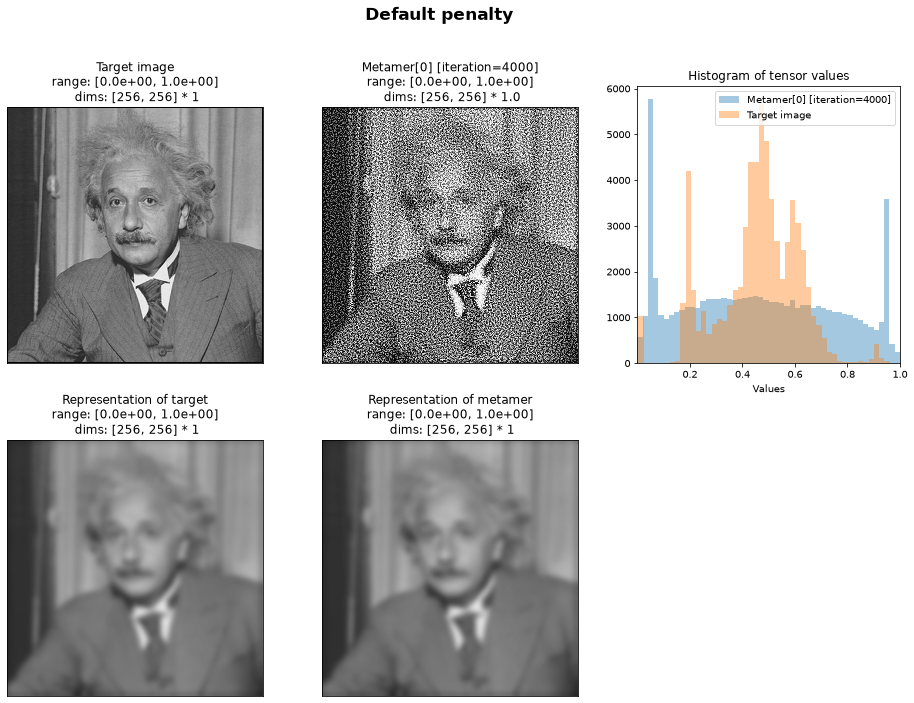 Default penalty
Target image
range: [0.0e+00, 1.0e+00]
dims: [256, 256] * 1
Metamer[0] [iteration=4000]
range: [0.0e+00, 1.0e+00]
dims: [256, 256] * 1.0
Histogram of tensor values
Metamer[0] [iteration=4000]
Target image
6000
5000
4000
3000
2000
1000
0
0.2 0.4 0.6 0.8 1.0
Values
Representation of target
range: [0.0e+00, 1.0e+00]
dims: [256, 256] * 1
Representation of metamer
range: [0.0e+00, 1.0e+00]
dims: [256, 256] * 1